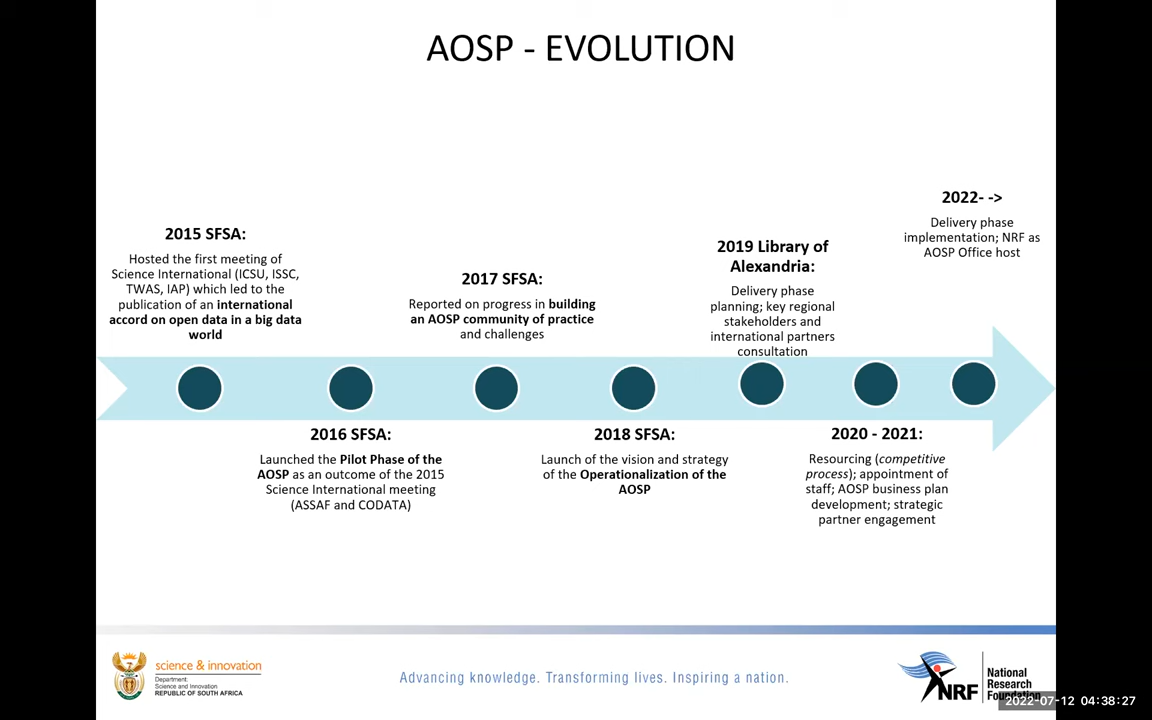 AOSP - EVOLUTION
2015 SFSA:
Hosted the first meeting of
Science International (ICSU, ISSC,
TWAS, IAP) which led to the
publication of an international
accord on open data in a big data
world
2016 SFSA:
Launched the Pilot Phase of the
AOSP as an outcome of the 2015
Science International meeting
(ASSAF and CODATA)
2017 SFSA:
Reported on progress in building
an AOSP community of practice
and challenges
2018 SFSA:
Launch of the vision and strategy
of the Operationalization of the
AOSP
2019 Library of
Alexandria:
Delivery phase
planning; key regional
stakeholders and
international partners
consultation
2020 - 2021:
Resourcing (competitive
process); appointment of
staff; AOSP business plan
development; strategic
partner engagement
2022- ->
Delivery phase
implementation; NRF as
AOSP Office host
science & innovation
Department:
Science and Innovation
REPUBLIC OF SOUTH AFRICA
Advancing knowledge. Transforming lives. Inspiring a nation.
NRF
National
Research
Foundation
2022-07-12 04:38:27